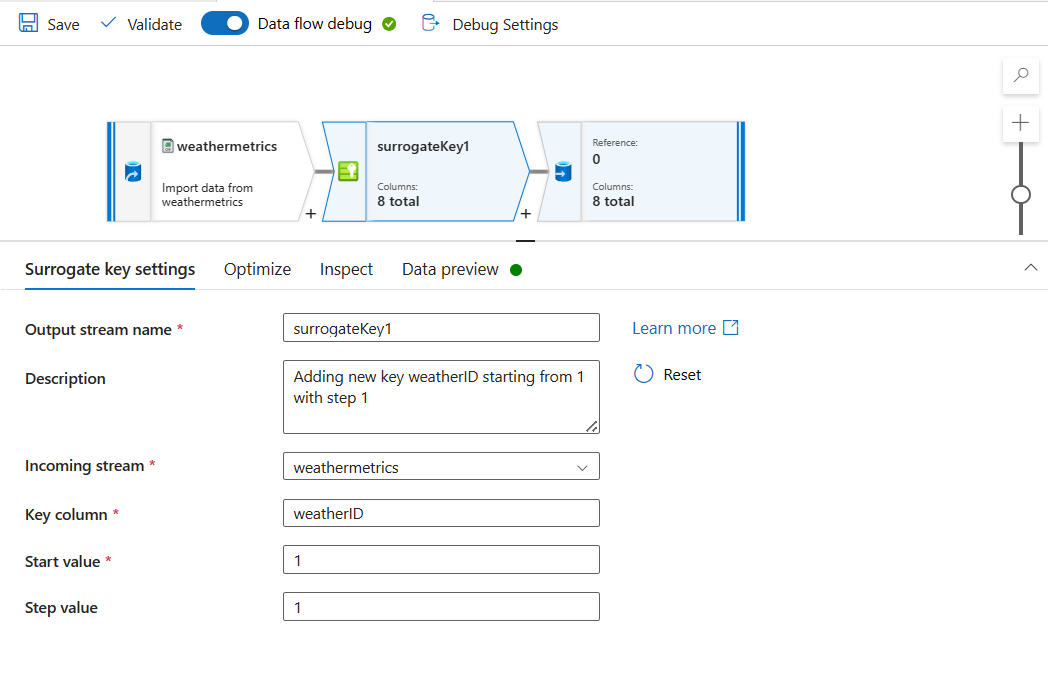 Save Validate Data flow debug Debug Settings
weathermetrics
Import data from
weathermetrics
+
surrogateKey1
Columns:
8 total
+
Reference:
0
Columns:
8 total
Surrogate key settings Optimize Inspect Data preview
Output stream name * surrogateKey1 Learn more
Description Adding new key weatherID starting from 1
with step 1
Reset
Incoming stream * weathermetrics
Key column * weatherID
Start value * 1
Step value 1